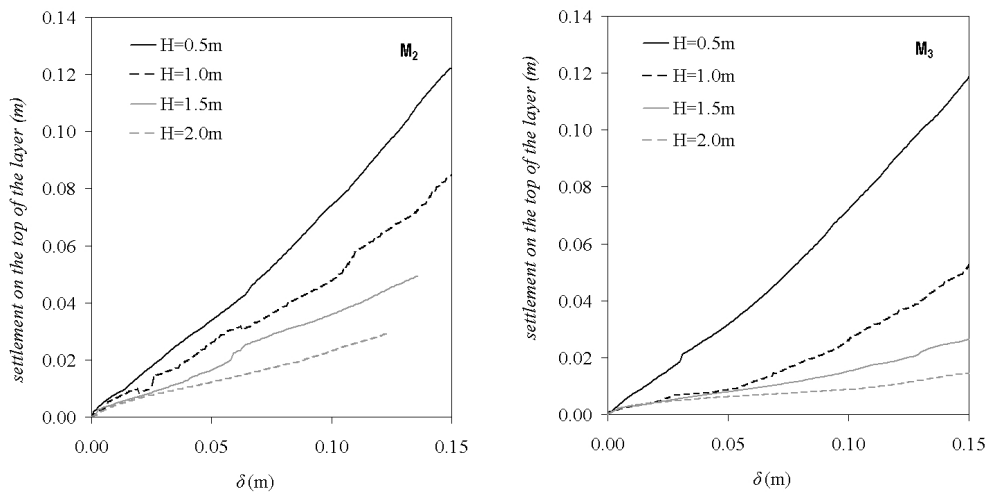 settlement on the top of the layer (m)
0.14
0.12
0.10
0.08
0.06
0.04
0.02
0.00
H=0.5m
H=1.0m
H=1.5m
H=2.0m
M₂
0.00 0.05 0.10 0.15
δ (m)
settlement on the top of the layer (m)
0.14
0.12
0.10
0.08
0.06
0.04
0.02
0.00
H=0.5m
H=1.0m
H=1.5m
H=2.0m
M₃
0.00 0.05 0.10 0.15
δ (m)